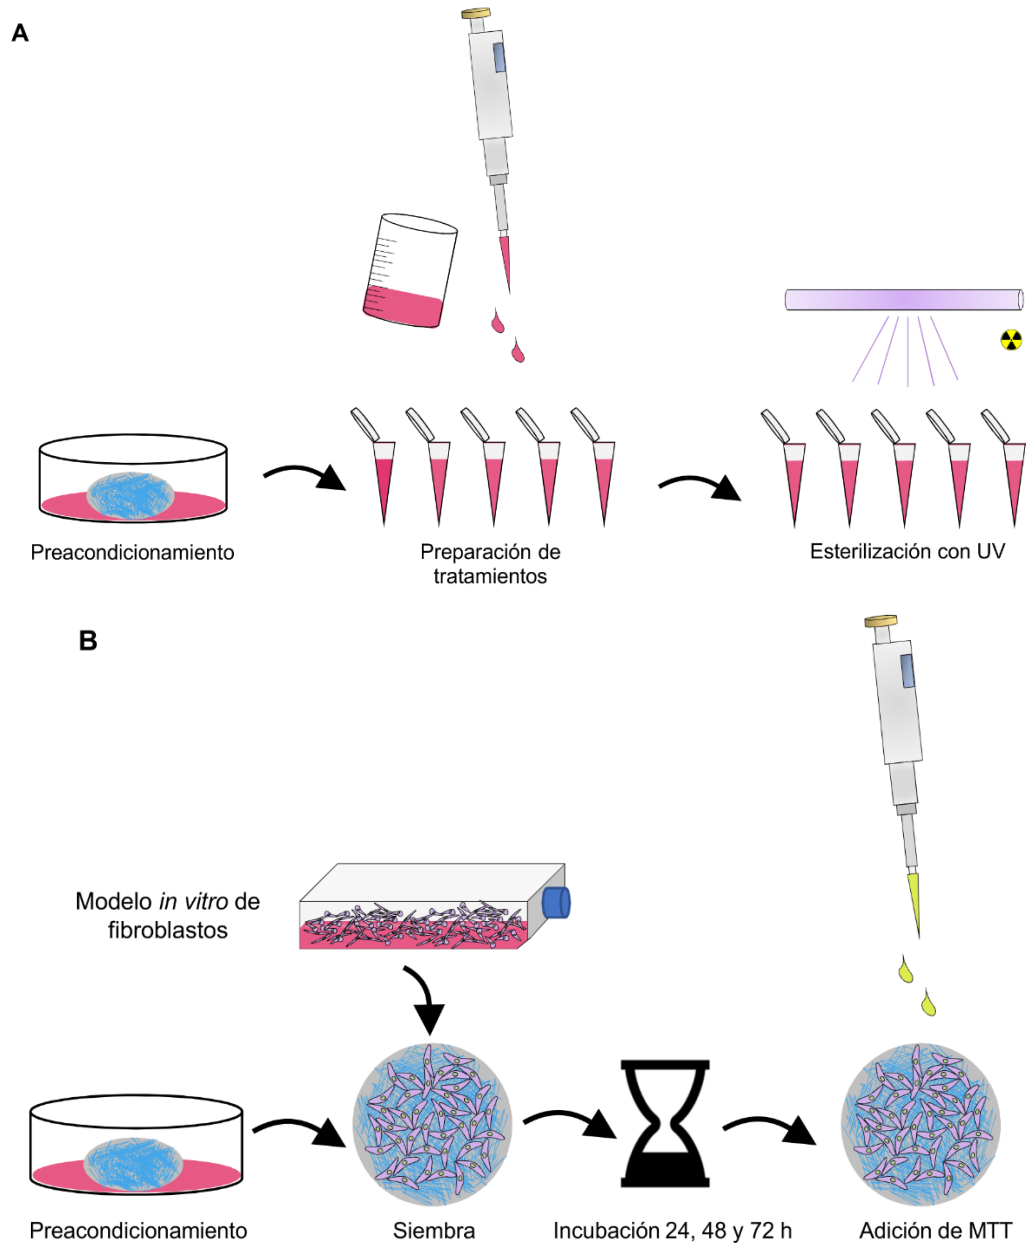 A
Preacondicionamiento
Preparación de
tratamientos
Esterilización con UV
B
Modelo in vitro de
fibroblastos
Preacondicionamiento
Siembra
Incubación 24, 48 y 72 h
Adición de MTT